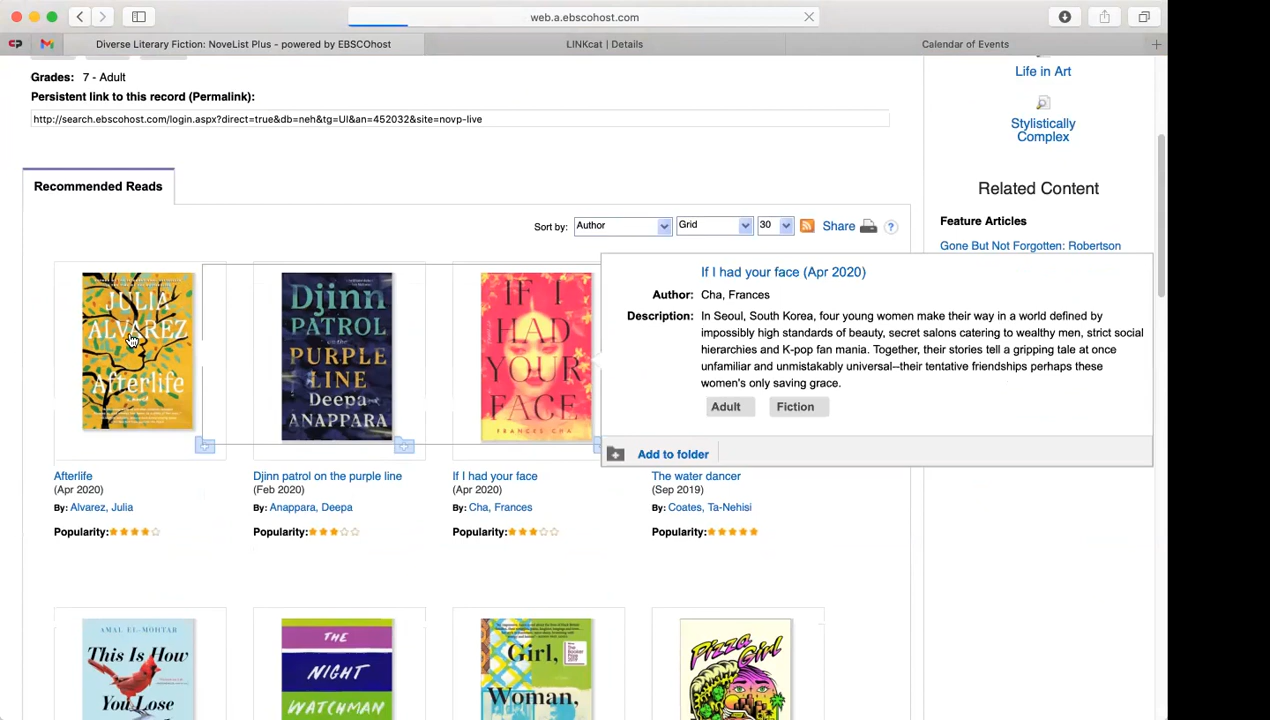 web.a.ebscohost.com
Diverse Literary Fiction: NoveList Plus - powered by EBSCOhost
LINKcat | Details
Calendar of Events
Grades: 7 - Adult
Persistent link to this record (Permalink):
http://search.ebscohost.com/login.aspx?direct=true&db=neh&tg=UI&an=452032&site=novp-live
Life in Art
Stylistically
Complex
Related Content
Feature Articles
Gone But Not Forgotten: Robertson
Recommended Reads
Sort by: Author Grid 30 Share ?
JULIA
ALVAREZ
Afterlife
Djinn
PATROL
on the
PURPLE
LINE
Deepa
ANAPPARA
IF I
HAD
YOUR
FACE
FRANCES CHA
If I had your face (Apr 2020)
Author: Cha, Frances
Description: In Seoul, South Korea, four young women make their way in a world defined by
impossibly high standards of beauty, secret salons catering to wealthy men, strict social
hierarchies and K-pop fan mania. Together, their stories tell a gripping tale at once
unfamiliar and unmistakably universal--their tentative friendships perhaps these
women's only saving grace.
Adult Fiction
Add to folder
Afterlife
(Apr 2020)
By: Alvarez, Julia
Popularity:
Djinn patrol on the purple line
(Feb 2020)
By: Anappara, Deepa
Popularity:
If I had your face
(Apr 2020)
By: Cha, Frances
Popularity:
The water dancer
(Sep 2019)
By: Coates, Ta-Nehisi
Popularity:
AMAL EL-MOHTAR
This Is How
You Lose
THE
NIGHT
WATCHMAN
Girl,
Woman,
Pizza
Girl